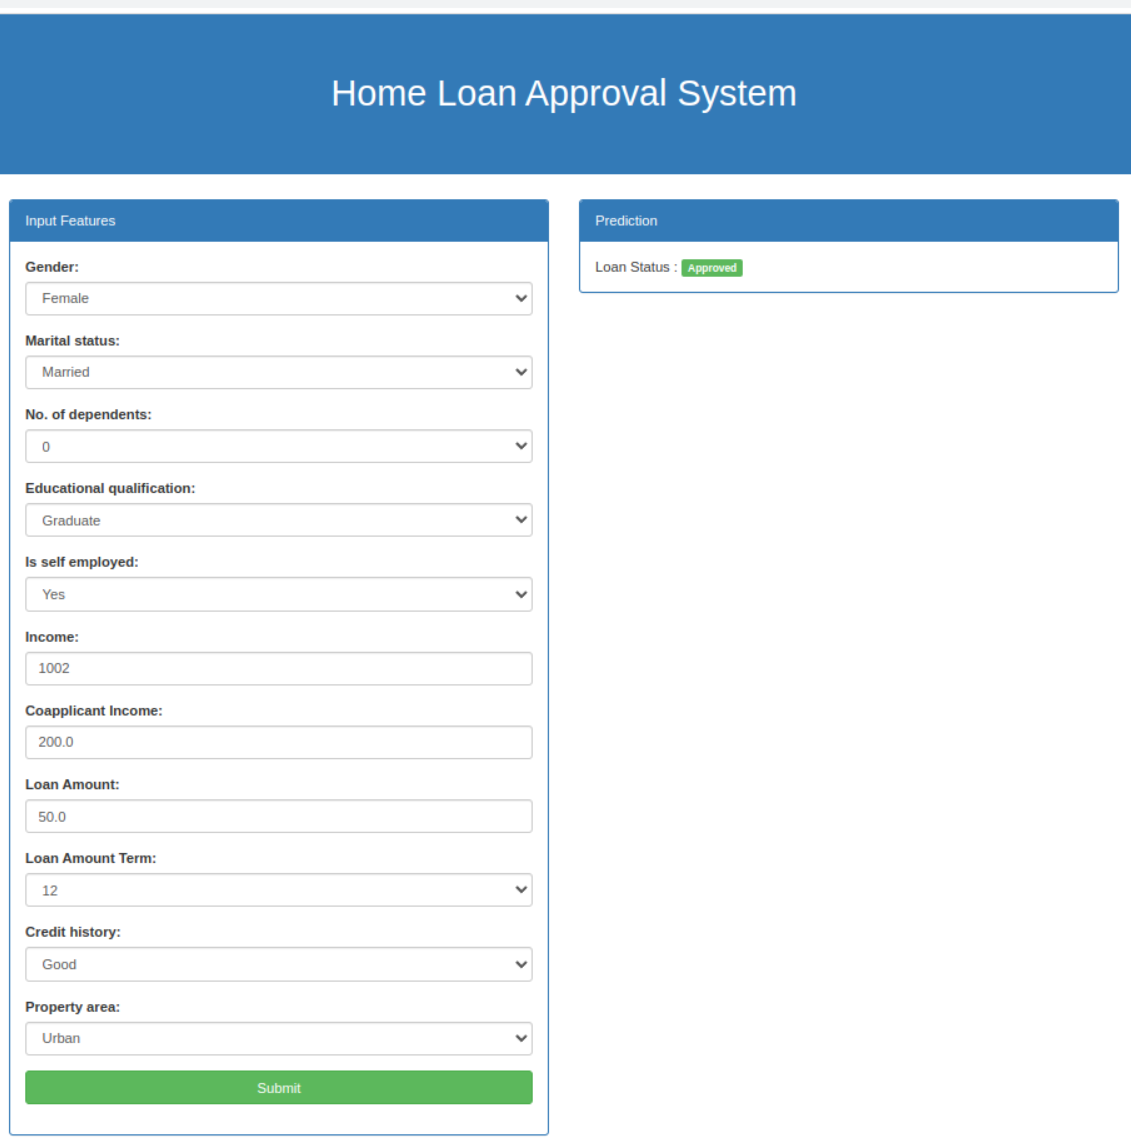 Home Loan Approval System
Input Features
Gender:
Female
Marital status:
Married
No. of dependents:
0
Educational qualification:
Graduate
Is self employed:
Yes
Income:
1002
Coapplicant Income:
200.0
Loan Amount:
50.0
Loan Amount Term:
12
Credit history:
Good
Property area:
Urban
Submit
Prediction
Loan Status : Approved